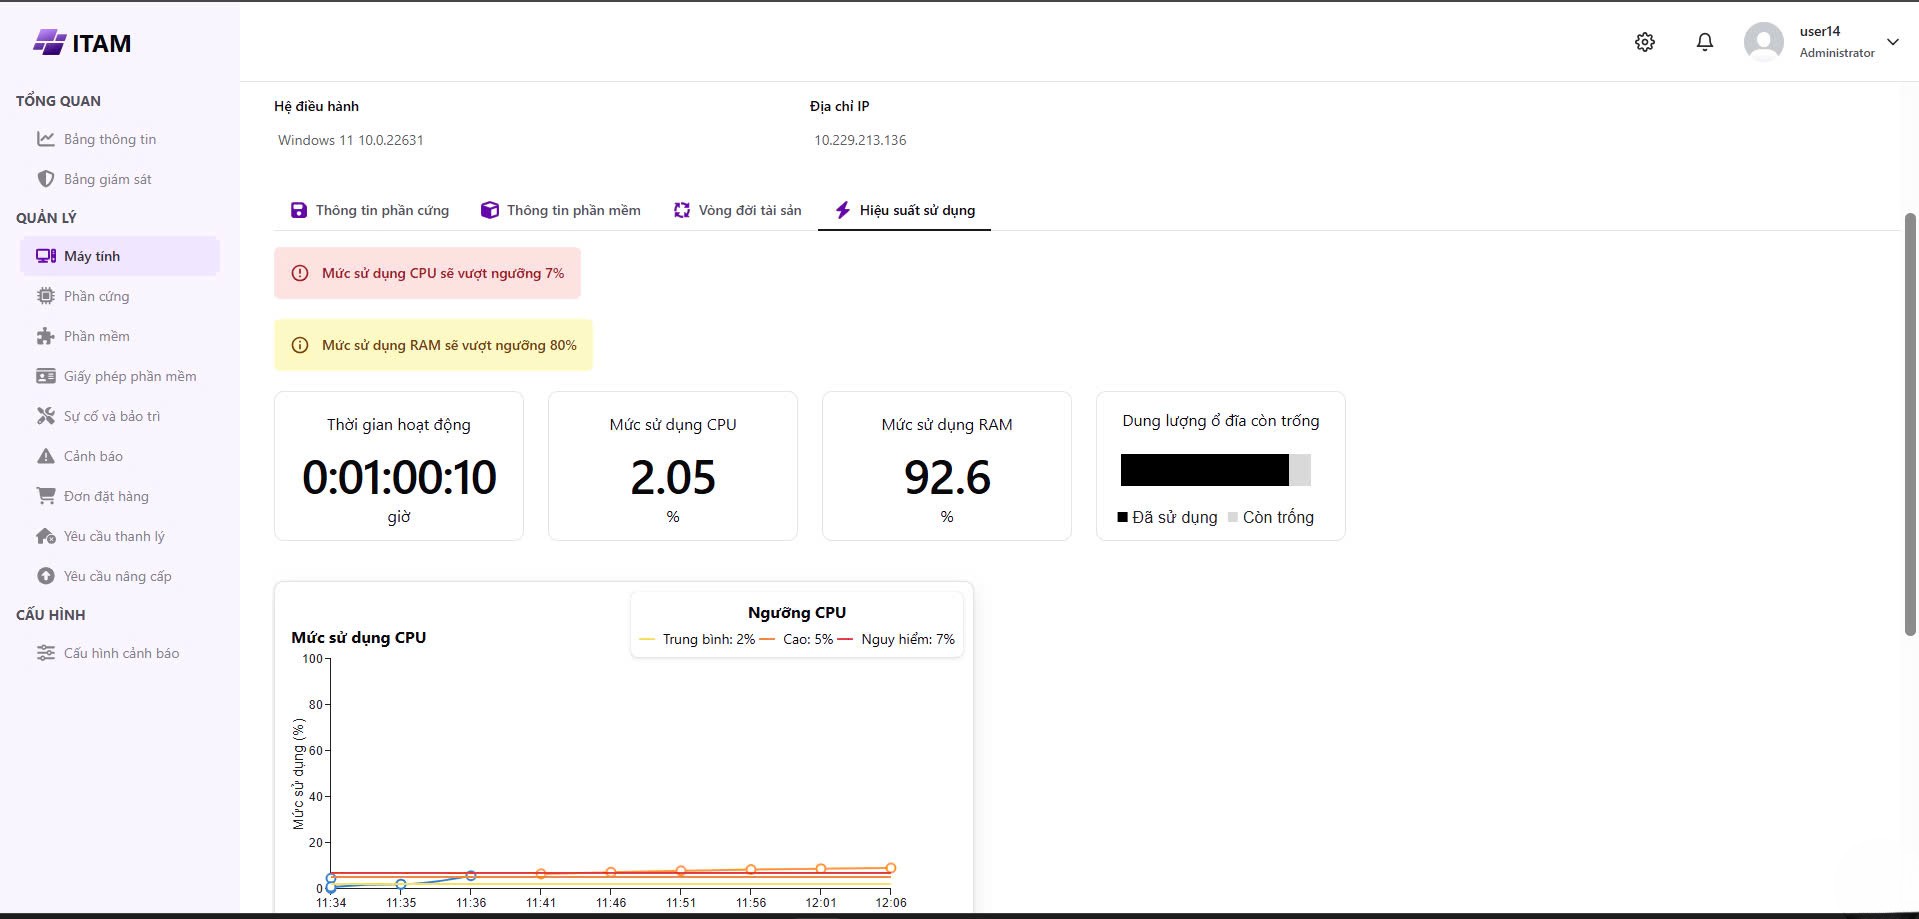 ITAM
user14
Administrator
TỔNG QUAN
Bảng thông tin
Bảng giám sát
QUẢN LÝ
Máy tính
Phần cứng
Phần mềm
Giấy phép phần mềm
Sự cố và bảo trì
Cảnh báo
Đơn đặt hàng
Yêu cầu thanh lý
Yêu cầu nâng cấp
CẤU HÌNH
Cấu hình cảnh báo
Hệ điều hành
Địa chỉ IP
Windows 11 10.0.22631
10.229.213.136
Thông tin phần cứng
Thông tin phần mềm
Vòng đời tài sản
Hiệu suất sử dụng
Mức sử dụng CPU sẽ vượt ngưỡng 7%
Mức sử dụng RAM sẽ vượt ngưỡng 80%
Thời gian hoạt động
0:01:00:10
giờ
Mức sử dụng CPU
2.05
%
Mức sử dụng RAM
92.6
%
Dung lượng ổ đĩa còn trống
Đã sử dụng
Còn trống
Ngưỡng CPU
Trung bình: 2% Cao: 5% Nguy hiểm: 7%
Mức sử dụng CPU
Mức sử dụng (%)
100
80
60
40
20
0
11:34 11:35 11:36 11:41 11:46 11:51 11:56 12:01 12:06